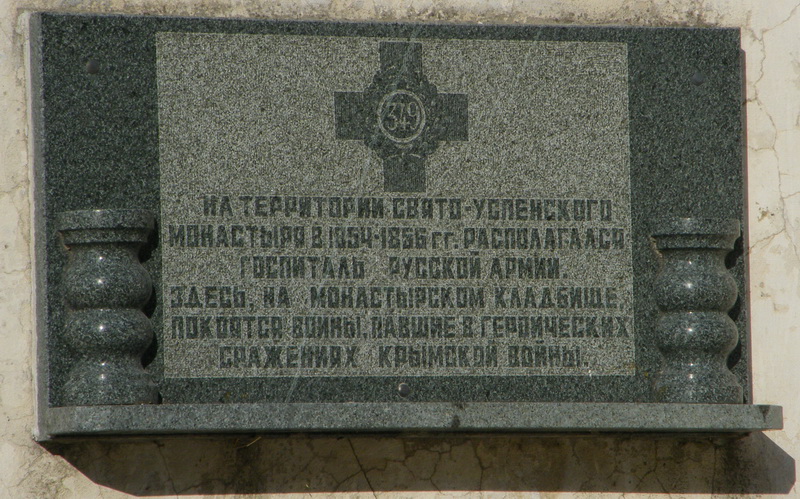 349
НА ТЕРРИТОРИИ СВЯТО-УСПЕНСКОГО
МОНАСТЫРЯ В 1854-1856 ГГ. РАСПОЛАГАЛСЯ
ГОСПИТАЛЬ РУССКОЙ АРМИИ.
ЗДЕСЬ, НА МОНАСТЫРСКОМ КЛАДБИЩЕ,
ПОКОЯТСЯ ВОИНЫ, ПАВШИЕ В ГЕРОИЧЕСКИХ
СРАЖЕНИЯХ КРЫМСКОЙ ВОЙНЫ.